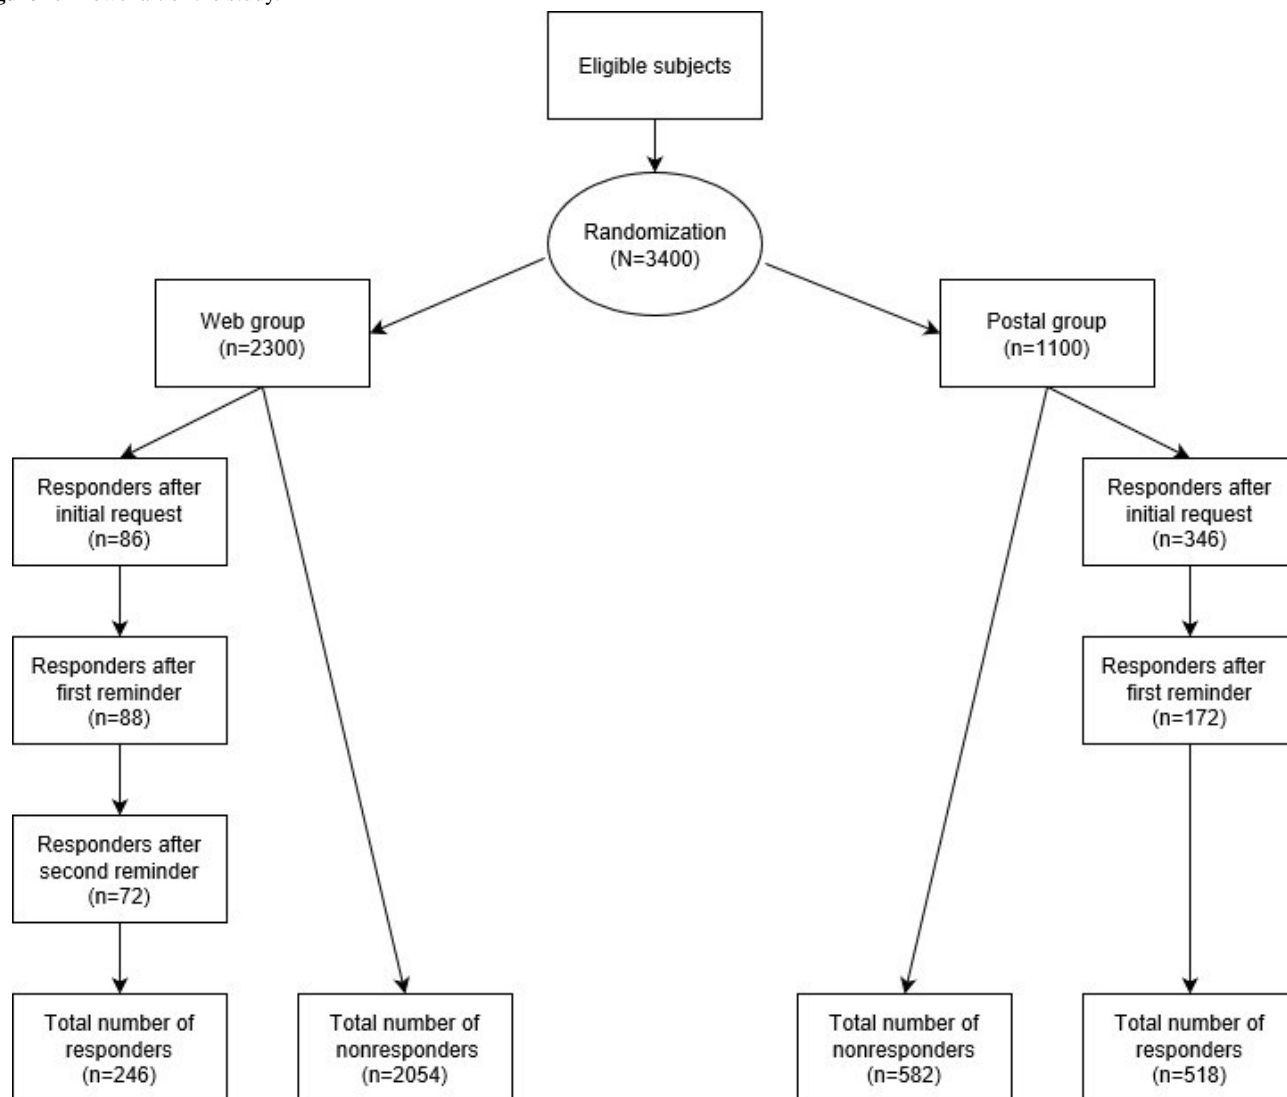 Eligible subjects
Randomization
(N=3400)
Web group
(n=2300)
Postal group
(n=1100)
Responders after
initial request
(n=86)
Responders after
initial request
(n=346)
Responders after
first reminder
(n=88)
Responders after
first reminder
(n=172)
Responders after
second reminder
(n=72)
Total number of
responders
(n=246)
Total number of
nonresponders
(n=2054)
Total number of
nonresponders
(n=582)
Total number of
responders
(n=518)